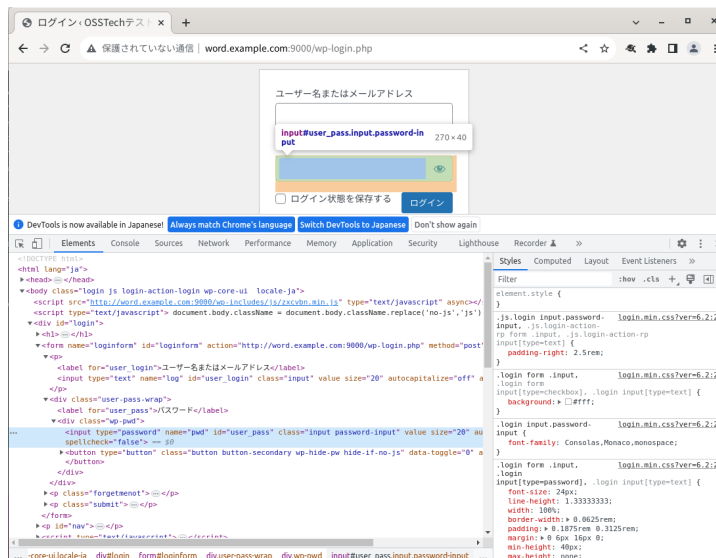 ログイン ‹ OSSTechテスト
保護されていない通信 | word.example.com:9000/wp-login.php
ユーザー名またはメールアドレス
input#user_pass.input.password-in
put
270 × 40
ログイン状態を保存する
ログイン
DevTools is now available in Japanese! Always match Chrome's language Switch DevTools to Japanese Don't show again
Elements Console Sources Network Performance Memory Application Security Lighthouse Recorder
<!DOCTYPE html>
<html lang="ja">
<head> … </head>
<body class="login js login-action-login wp-core-ui locale-ja">
<script src="http://word.example.com:9000/wp-includes/js/zxcvbn.min.js" type="text/javascript" async></s
<script type="text/javascript"> document.body.className = document.body.className.replace('no-js','js')
<div id="login">
<h1> … </h1>
<form name="loginform" id="loginform" action="http://word.example.com:9000/wp-login.php" method="post"
<p>
<label for="user_login">ユーザー名またはメールアドレス</label>
<input type="text" name="log" id="user_login" class="input" value size="20" autocapitalize="off" a
</p>
<div class="user-pass-wrap">
<label for="user_pass">パスワード</label>
<div class="wp-pwd">
<input type="password" name="pwd" id="user_pass" class="input password-input" value size="20" au
spellcheck="false"> == $0
<button type="button" class="button button-secondary wp-hide-pw hide-if-no-js" data-toggle="0" a
</button>
</div>
</div>
<p class="forgetmenot"> … </p>
<p class="submit"> … </p>
</form>
<p id="nav"> … </p>
<script type="text/javascript"> … </script>
-core-ui.locale-ja div#login form#loginform div.user-pass-wrap div.wp-pwd input#user_pass.input.password-input
Styles Computed Layout Event Listeners
Filter :hov .cls
element.style {
}
.js.login input.password- login.min.css?ver=6.2:2
input, .js.login-action-
rp form .input, .js.login-action-rp
input[type=text] {
padding-right: 2.5rem;
}
.login form .input, login.min.css?ver=6.2:2
.login form
input[type=checkbox], .login input[type=text] {
background: #fff;
}
.login input.password- login.min.css?ver=6.2:2
input {
font-family: Consolas,Monaco,monospace;
}
.login form .input, login.min.css?ver=6.2:2
.login
input[type=password], .login input[type=text] {
font-size: 24px;
line-height: 1.33333333;
width: 100%;
border-width: 0.0625rem;
padding: 0.1875rem 0.3125rem;
margin: 0 6px 16px 0;
min-height: 40px;
max-height: none;